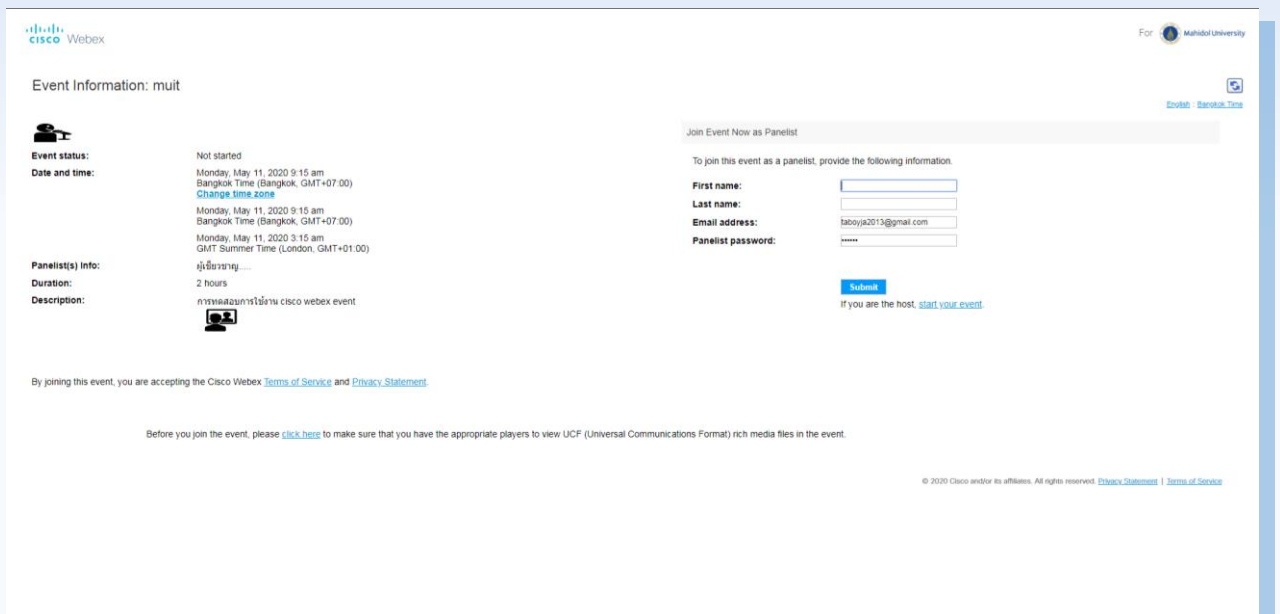 cisco Webex
For Mahidol University
Event Information: muit
English : Bangkok Time
Event status: Not started
Date and time: Monday, May 11, 2020 9:15 am
Bangkok Time (Bangkok, GMT+07:00)
Change time zone
Monday, May 11, 2020 9:15 am
Bangkok Time (Bangkok, GMT+07:00)
Monday, May 11, 2020 3:15 am
GMT Summer Time (London, GMT+01:00)
Panelist(s) Info: ผู้เชี่ยวชาญ.....
Duration: 2 hours
Description: การทดสอบการใช้งาน cisco webex event
Join Event Now as Panelist
To join this event as a panelist, provide the following information.
First name:
Last name:
Email address: taboyja2013@gmail.com
Panelist password: ••••••
Submit
If you are the host, start your event.
By joining this event, you are accepting the Cisco Webex Terms of Service and Privacy Statement.
Before you join the event, please click here to make sure that you have the appropriate players to view UCF (Universal Communications Format) rich media files in the event.
© 2020 Cisco and/or its affiliates. All rights reserved. Privacy Statement | Terms of Service